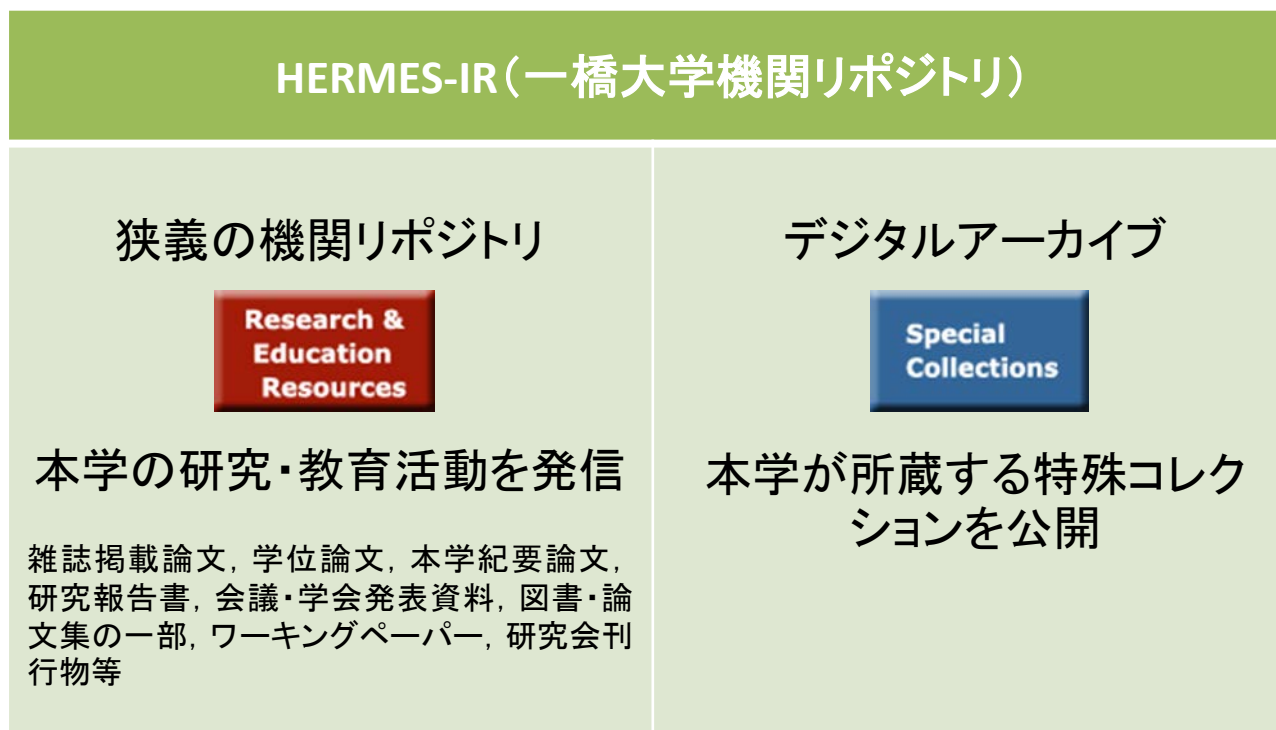 HERMES-IR（一橋大学機関リポジトリ）
狭義の機関リポジトリ
Research &
Education
Resources
本学の研究・教育活動を発信
雑誌掲載論文，学位論文，本学紀要論文，
研究報告書，会議・学会発表資料，図書・論
文集の一部，ワーキングペーパー，研究会刊
行物等
デジタルアーカイブ
Special
Collections
本学が所蔵する特殊コレク
ションを公開